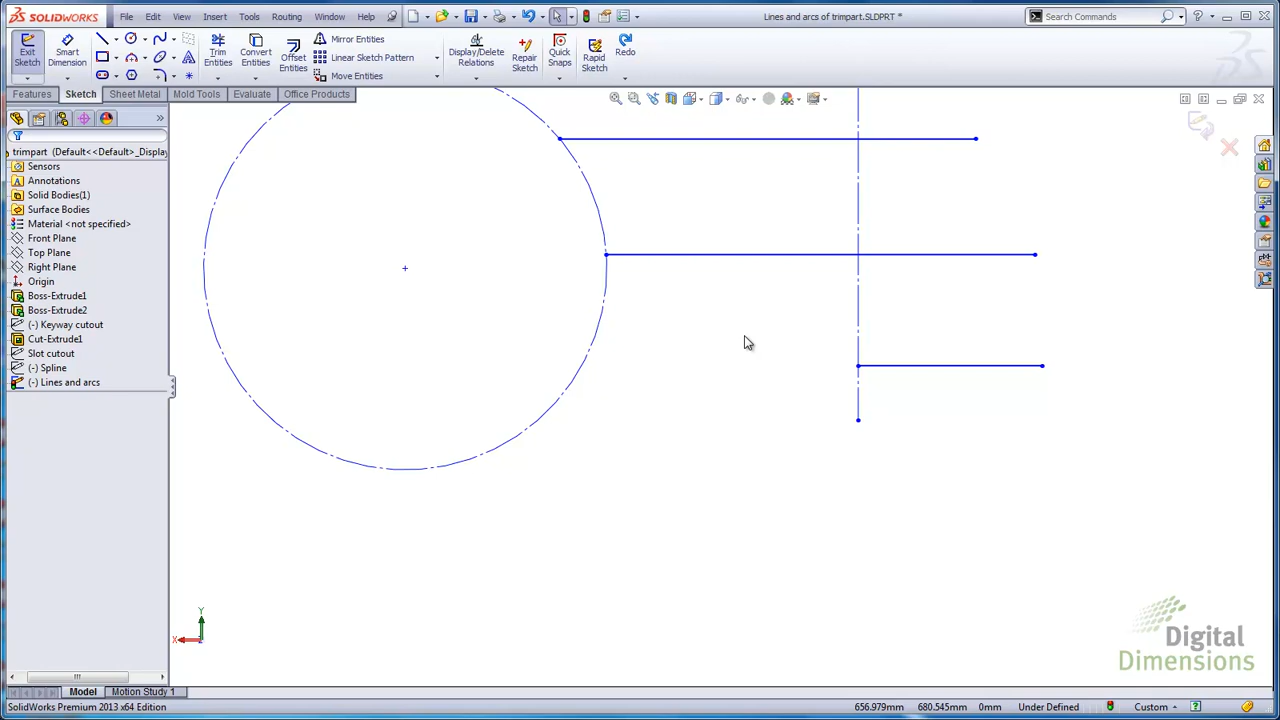 SOLIDWORKS File Edit View Insert Tools Routing Window Help Lines and arcs of trimpart.SLDPRT * Search Commands ?
Exit Sketch
Smart Dimension
Trim Entities
Convert Entities
Offset Entities
Mirror Entities
Linear Sketch Pattern
Move Entities
Display/Delete Relations
Repair Sketch
Quick Snaps
Rapid Sketch
Redo
Features Sketch Sheet Metal Mold Tools Evaluate Office Products
trimpart (Default<<Default>_Display
Sensors
Annotations
Solid Bodies(1)
Surface Bodies
Material <not specified>
Front Plane
Top Plane
Right Plane
Origin
Boss-Extrude1
Boss-Extrude2
(-) Keyway cutout
Cut-Extrude1
Slot cutout
(-) Spline
(-) Lines and arcs
Y
X
Digital
Dimensions
Model Motion Study 1
SolidWorks Premium 2013 x64 Edition 656.979mm 680.545mm 0mm Under Defined Custom ?